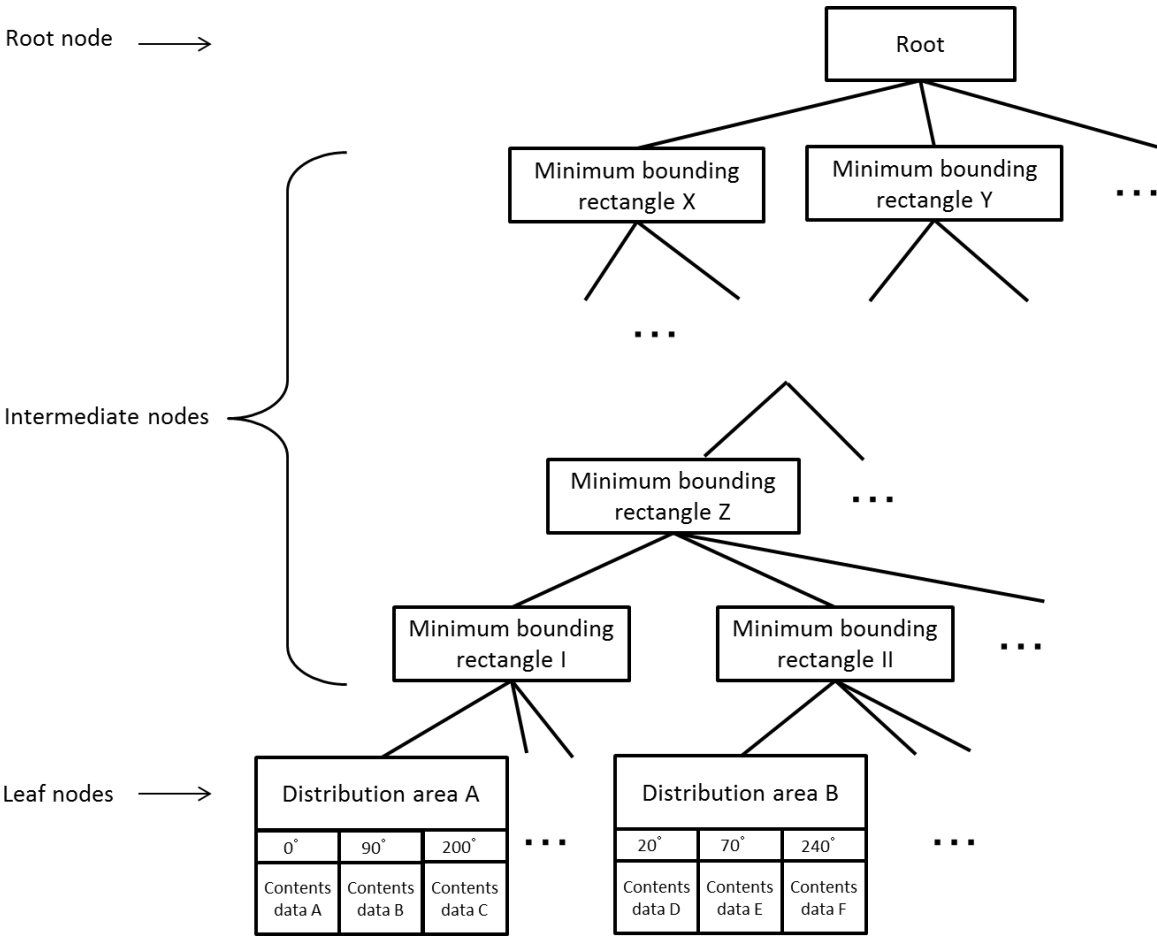 Root node
Root
Minimum bounding
rectangle X
Minimum bounding
rectangle Y
...
...
Intermediate nodes
Minimum bounding
rectangle Z
...
Minimum bounding
rectangle I
Minimum bounding
rectangle II
...
Leaf nodes
Distribution area A
0° 90° 200°
Contents data A
Contents data B
Contents data C
...
Distribution area B
20° 70° 240°
Contents data D
Contents data E
Contents data F
...